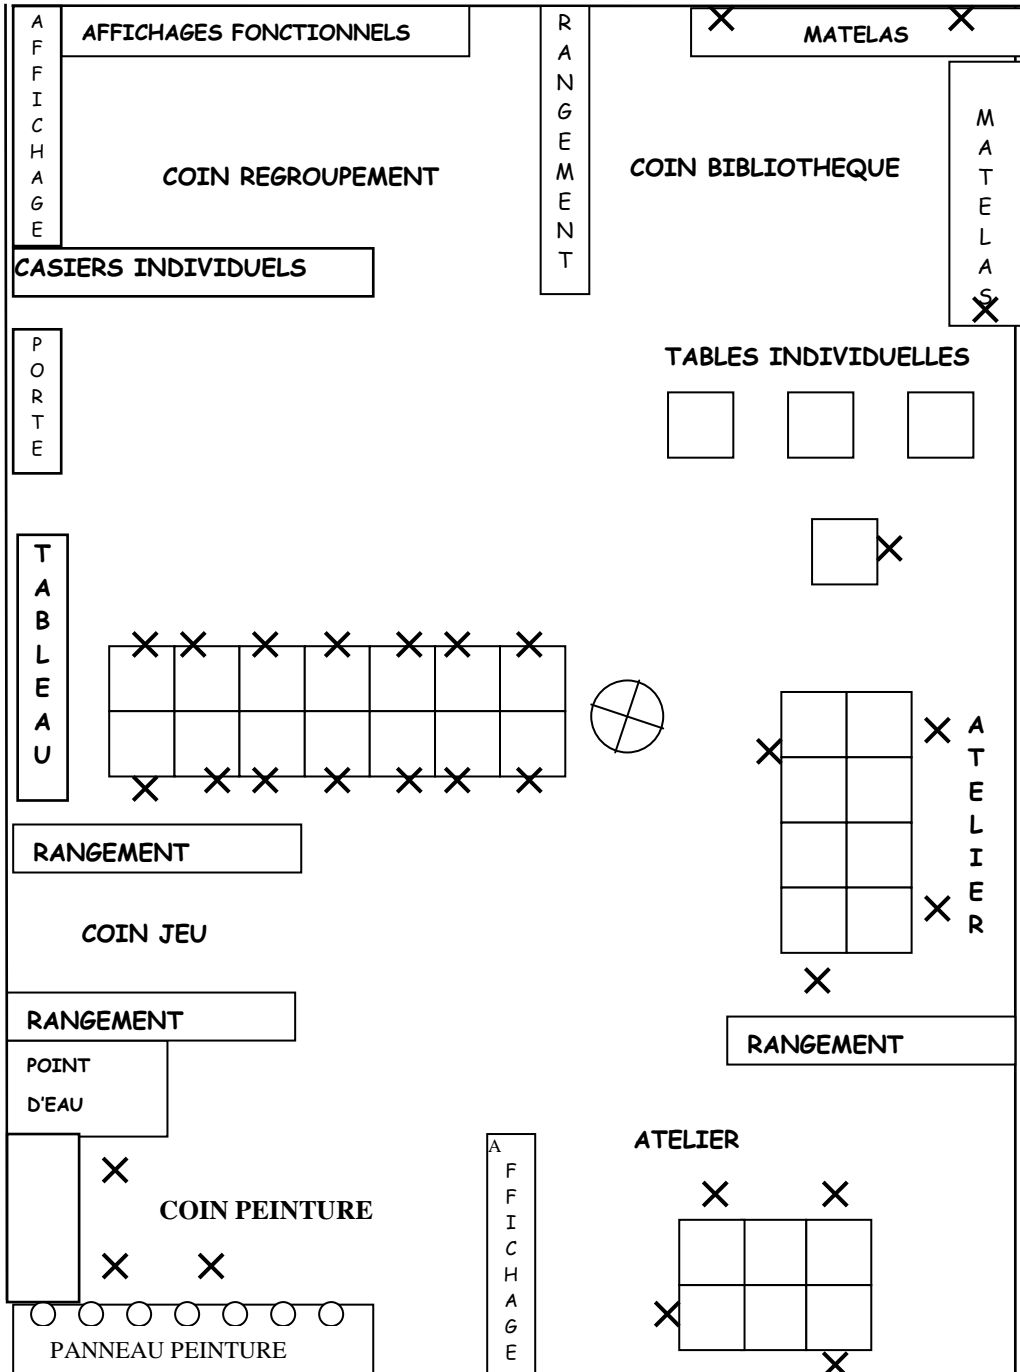 AFFICHAGE
AFFICHAGES FONCTIONNELS
RANGEMENT
MATELAS
MATELAS
COIN REGROUPEMENT
COIN BIBLIOTHEQUE
CASIERS INDIVIDUELS
PORTE
TABLES INDIVIDUELLES
TABLEAU
ATELIER
RANGEMENT
COIN JEU
RANGEMENT
RANGEMENT
POINT
D'EAU
ATELIER
AFFICHAGE
COIN PEINTURE
PANNEAU PEINTURE